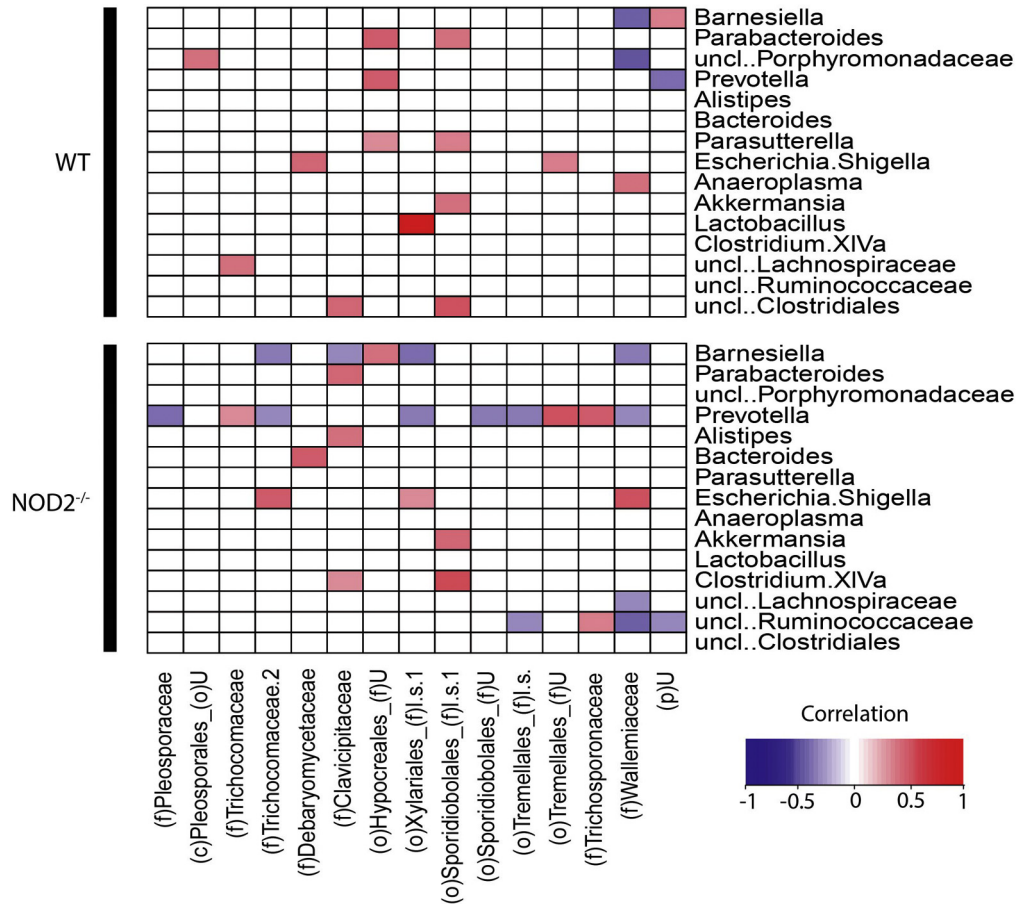 WT
Barnesiella
Parabacteroides
uncl..Porphyromonadaceae
Prevotella
Alistipes
Bacteroides
Parasutterella
Escherichia.Shigella
Anaeroplasma
Akkermansia
Lactobacillus
Clostridium.XIVa
uncl..Lachnospiraceae
uncl..Ruminococcaceae
uncl..Clostridiales
NOD2-/-
Barnesiella
Parabacteroides
uncl..Porphyromonadaceae
Prevotella
Alistipes
Bacteroides
Parasutterella
Escherichia.Shigella
Anaeroplasma
Akkermansia
Lactobacillus
Clostridium.XIVa
uncl..Lachnospiraceae
uncl..Ruminococcaceae
uncl..Clostridiales
(f)Pleosporaceae
(c)Pleosporales_(o)U
(f)Trichocomaceae
(f)Trichocomaceae.2
(f)Debaryomycetaceae
(f)Clavicipitaceae
(o)Hypocreales_(f)U
(o)Xylariales_(f)I.s.1
(o)Sporidiobolales_(f)I.s.1
(o)Sporidiobolales_(f)U
(o)Tremellales_(f)I.s.
(o)Tremellales_(f)U
(f)Trichosporonaceae
(f)Wallemiaceae
(p)U
Correlation
-1 -0.5 0 0.5 1